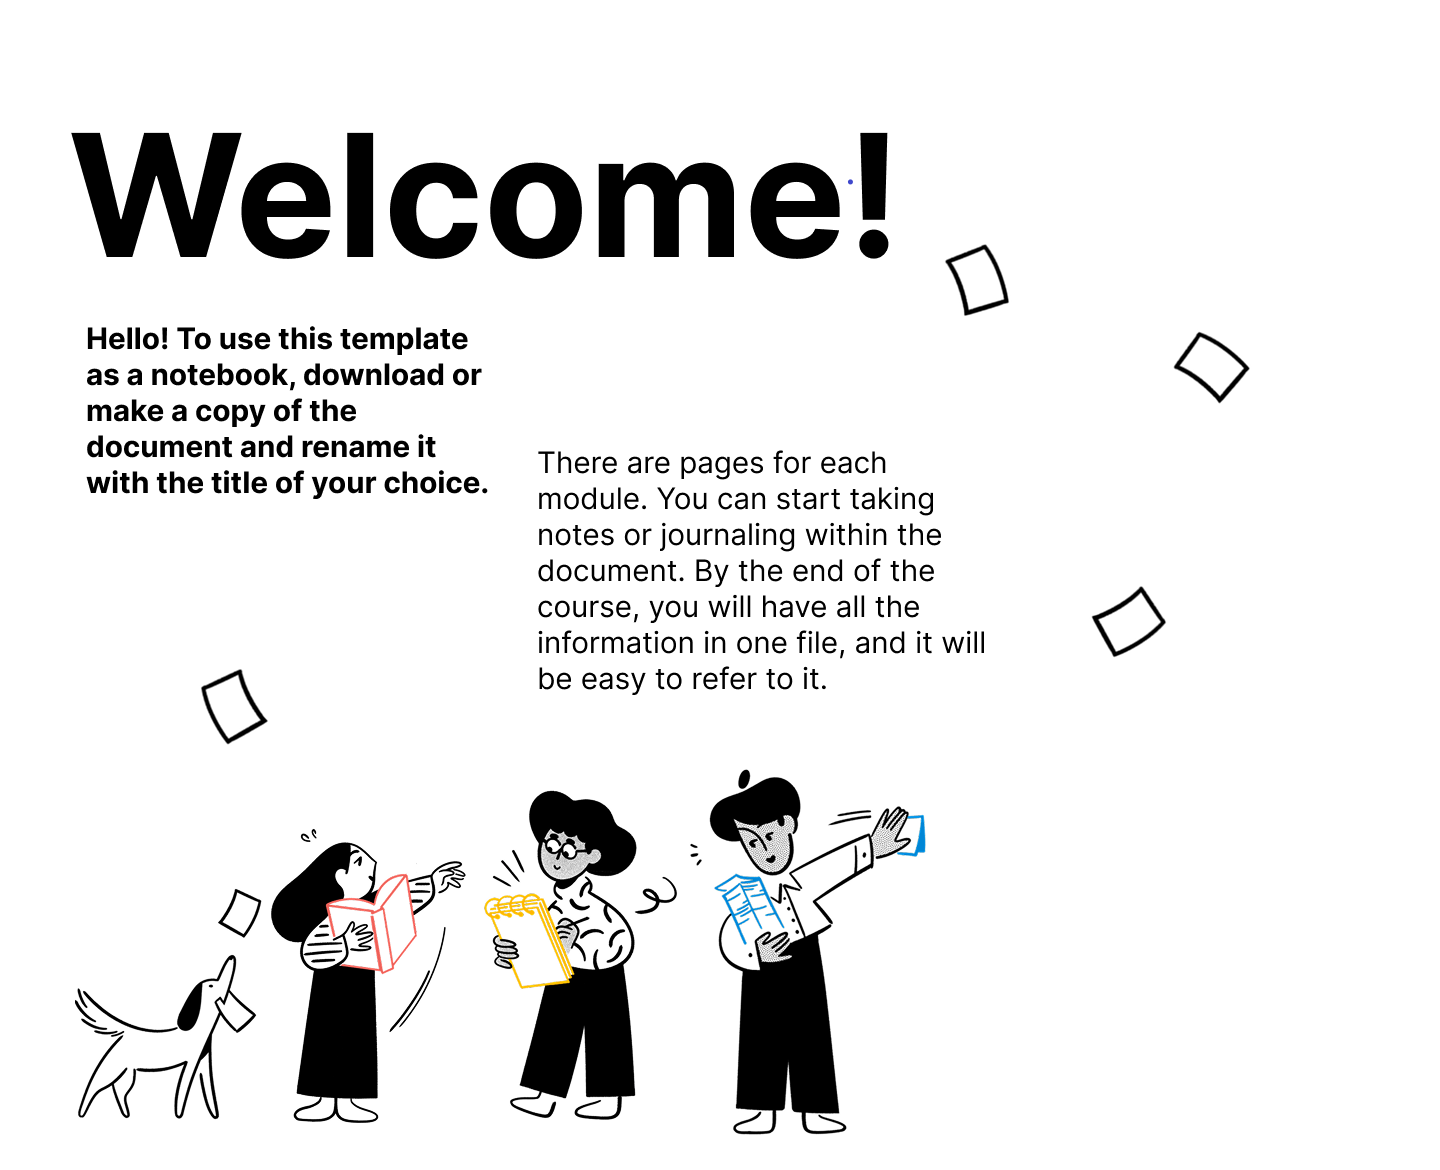 Welcome!
Hello! To use this template
as a notebook, download or
make a copy of the
document and rename it
with the title of your choice.
There are pages for each
module. You can start taking
notes or journaling within the
document. By the end of the
course, you will have all the
information in one file, and it will
be easy to refer to it.